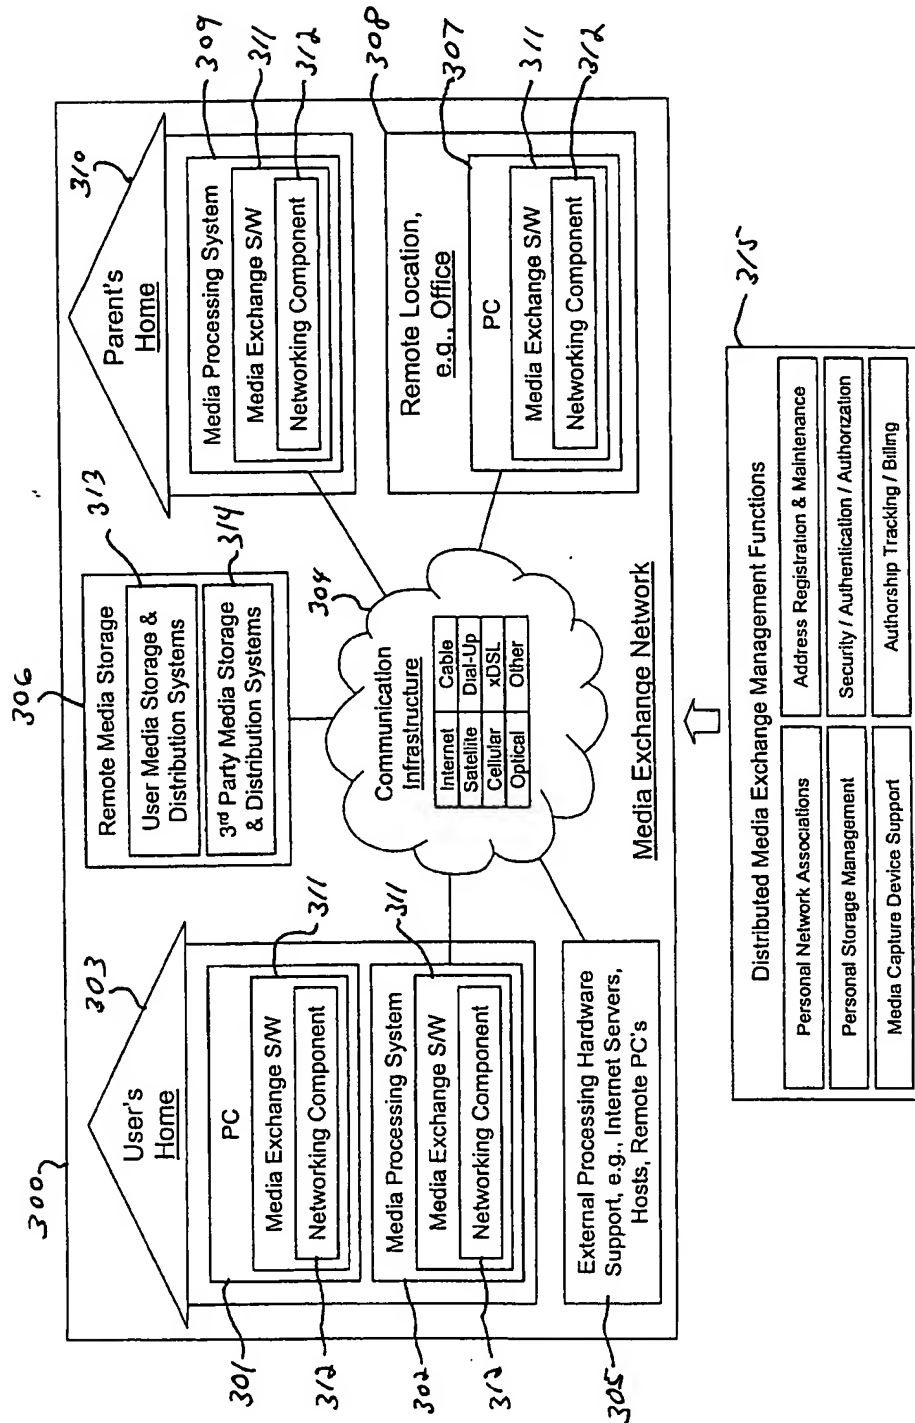 300
User's
Home
303
PC
Media Exchange S/W
Networking Component
301
311
312
Media Processing System
Media Exchange S/W
Networking Component
302
311
312
External Processing Hardware
Support, e.g., Internet Servers,
Hosts, Remote PC's
305
306
Remote Media Storage
User Media Storage &
Distribution Systems
313
3rd Party Media Storage
& Distribution Systems
314
304
Communication
Infrastructure
Internet Cable
Satellite Dial-Up
Cellular xDSL
Optical Other
Media Exchange Network
Parent's
Home
310
Media Processing System
Media Exchange S/W
Networking Component
309
311
312
Remote Location,
e.g., Office
308
PC
Media Exchange S/W
Networking Component
307
311
312
315
Distributed Media Exchange Management Functions
Personal Network Associations
Address Registration & Maintenance
Personal Storage Management
Security / Authentication / Authorization
Media Capture Device Support
Authorship Tracking / Billing